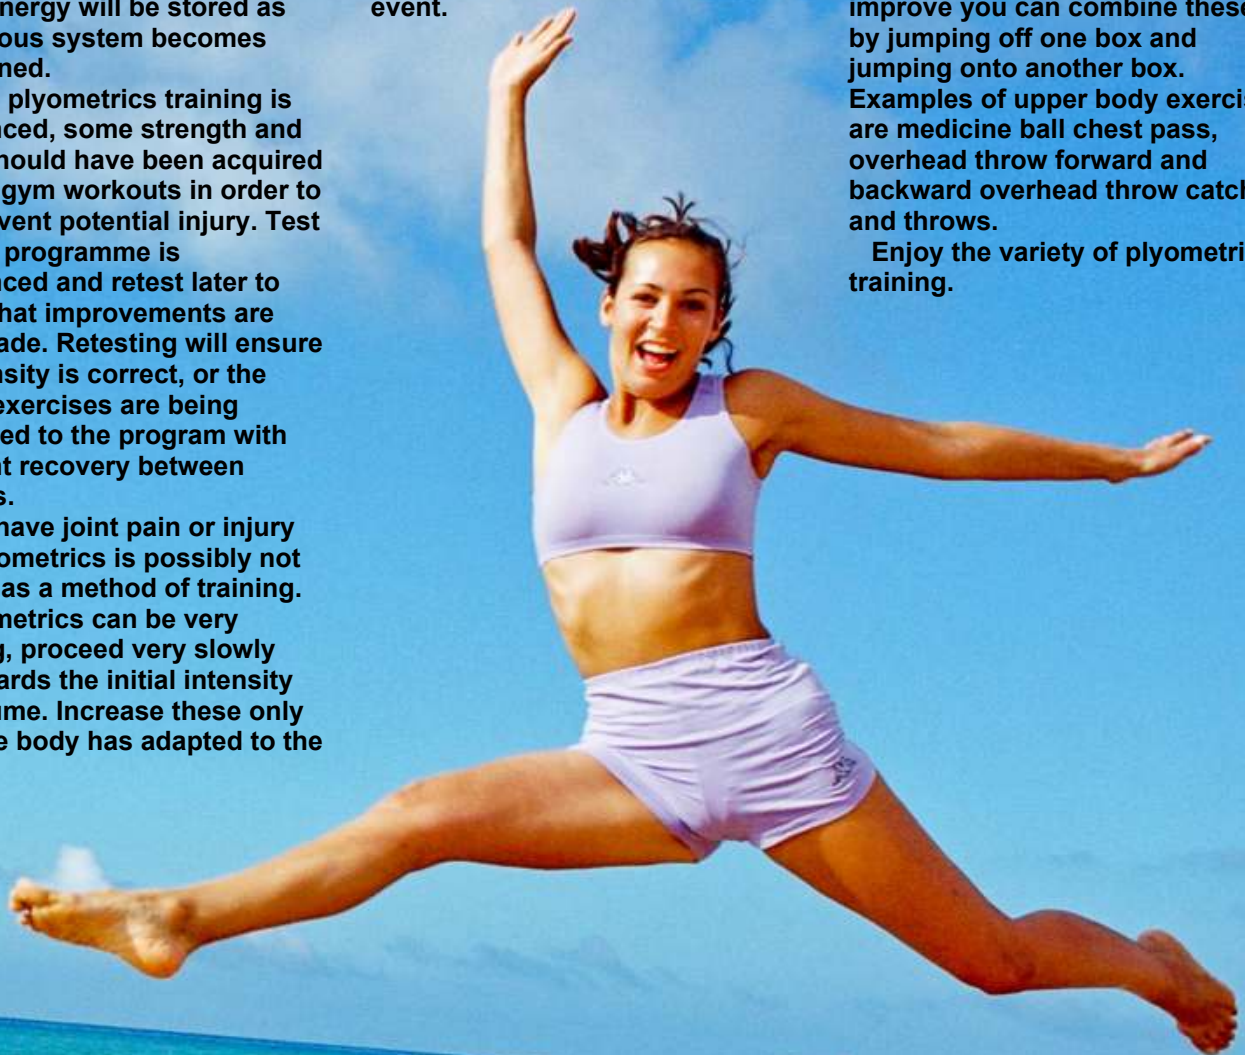 nergy will be stored as
ous system becomes
ned.
plyometrics training is
nced, some strength and
hould have been acquired
gym workouts in order to
vent potential injury. Test
programme is
nced and retest later to
hat improvements are
ade. Retesting will ensure
nsity is correct, or the
exercises are being
ed to the program with
nt recovery between
s.
have joint pain or injury
ometrics is possibly not
as a method of training.
metrics can be very
g, proceed very slowly
ards the initial intensity
ume. Increase these only
e body has adapted to the
event.
improve you can combine these
by jumping off one box and
jumping onto another box.
Examples of upper body exercis
are medicine ball chest pass,
overhead throw forward and
backward overhead throw catch
and throws.
Enjoy the variety of plyometri
training.